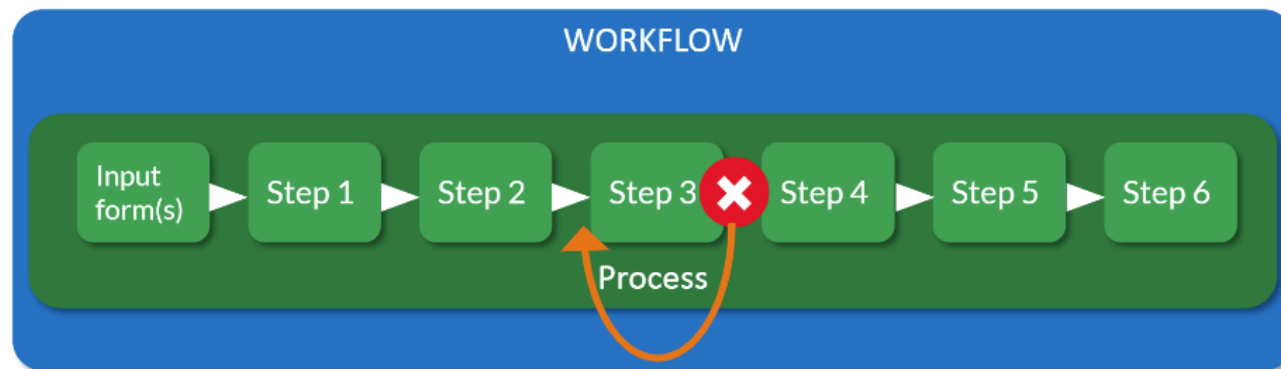 WORKFLOW
Input
form(s)
Step 1
Step 2
Step 3
Step 4
Step 5
Step 6
Process